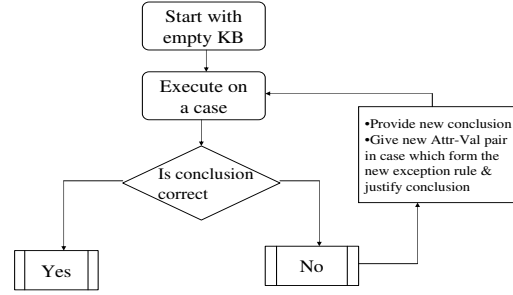 Start with
empty KB
Execute on
a case
•Provide new conclusion
•Give new Attr-Val pair
in case which form the
new exception rule &
justify conclusion
Is conclusion
correct
Yes
No